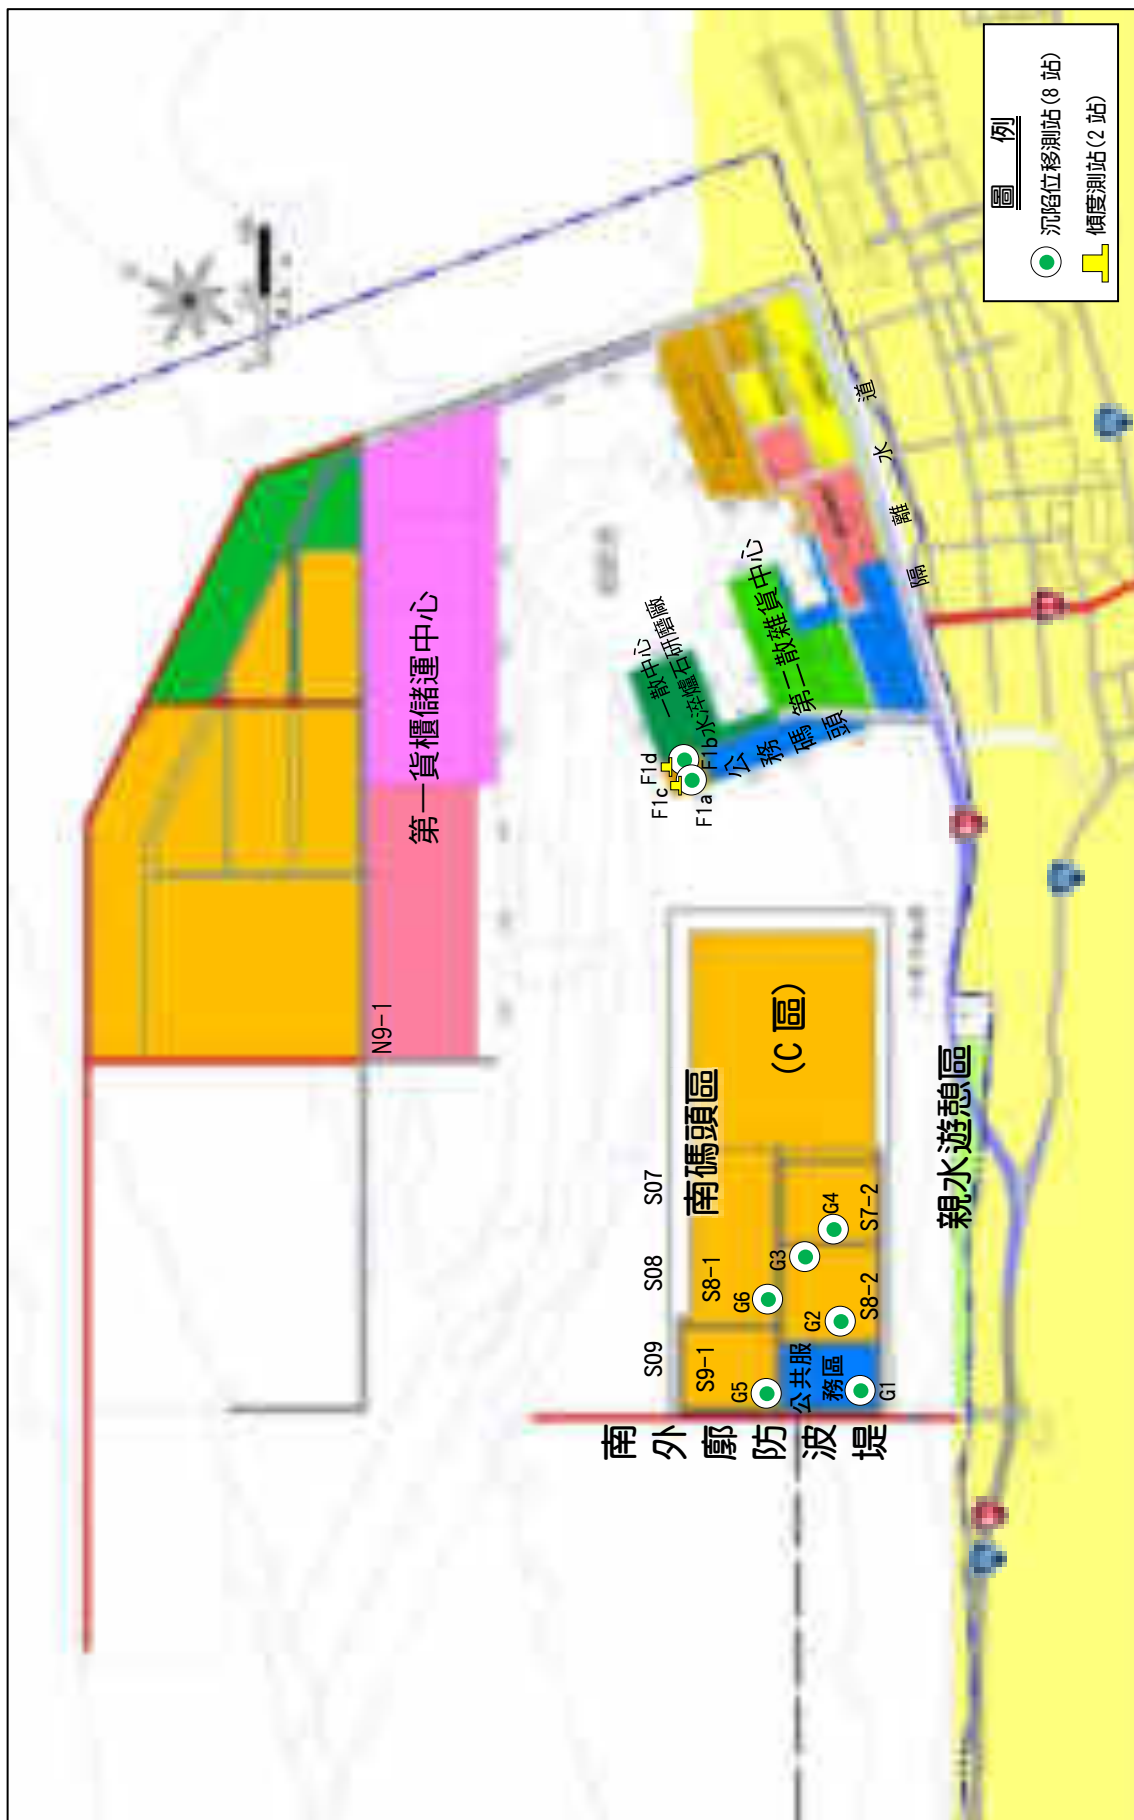 圖 例
沉陷位移測站(8 站)
傾度測站(2 站)
第一貨櫃儲運中心
N9-1
一散中心
水淬爐石研磨廠
第二散雜貨中心
公務碼頭
隔離水道
F1d
F1c
F1b
F1a
南碼頭區
(C 區)
S07
S08
S09
S8-1
S9-1
S7-2
S8-2
G1
G2
G3
G4
G5
G6
公共服
務區
親水遊憩區
南外廓防波堤